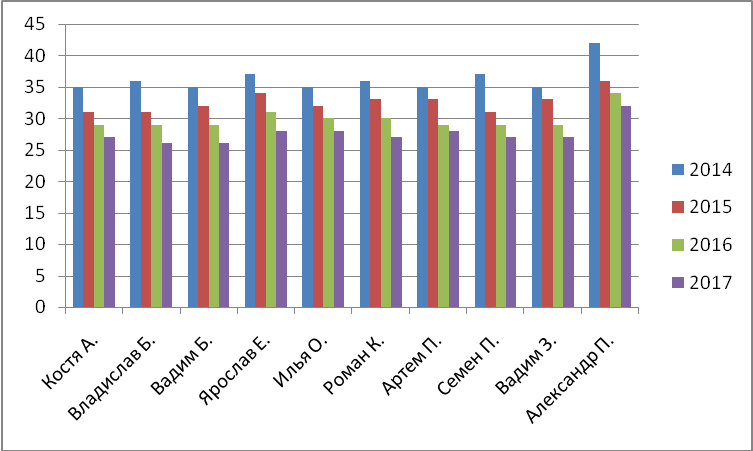 45
40
35
30
25
20
15
10
5
0
Костя А.
Владислав Б.
Вадим Б.
Ярослав Е.
Илья О.
Роман К.
Артем П.
Семен П.
Вадим З.
Александр П.
2014
2015
2016
2017